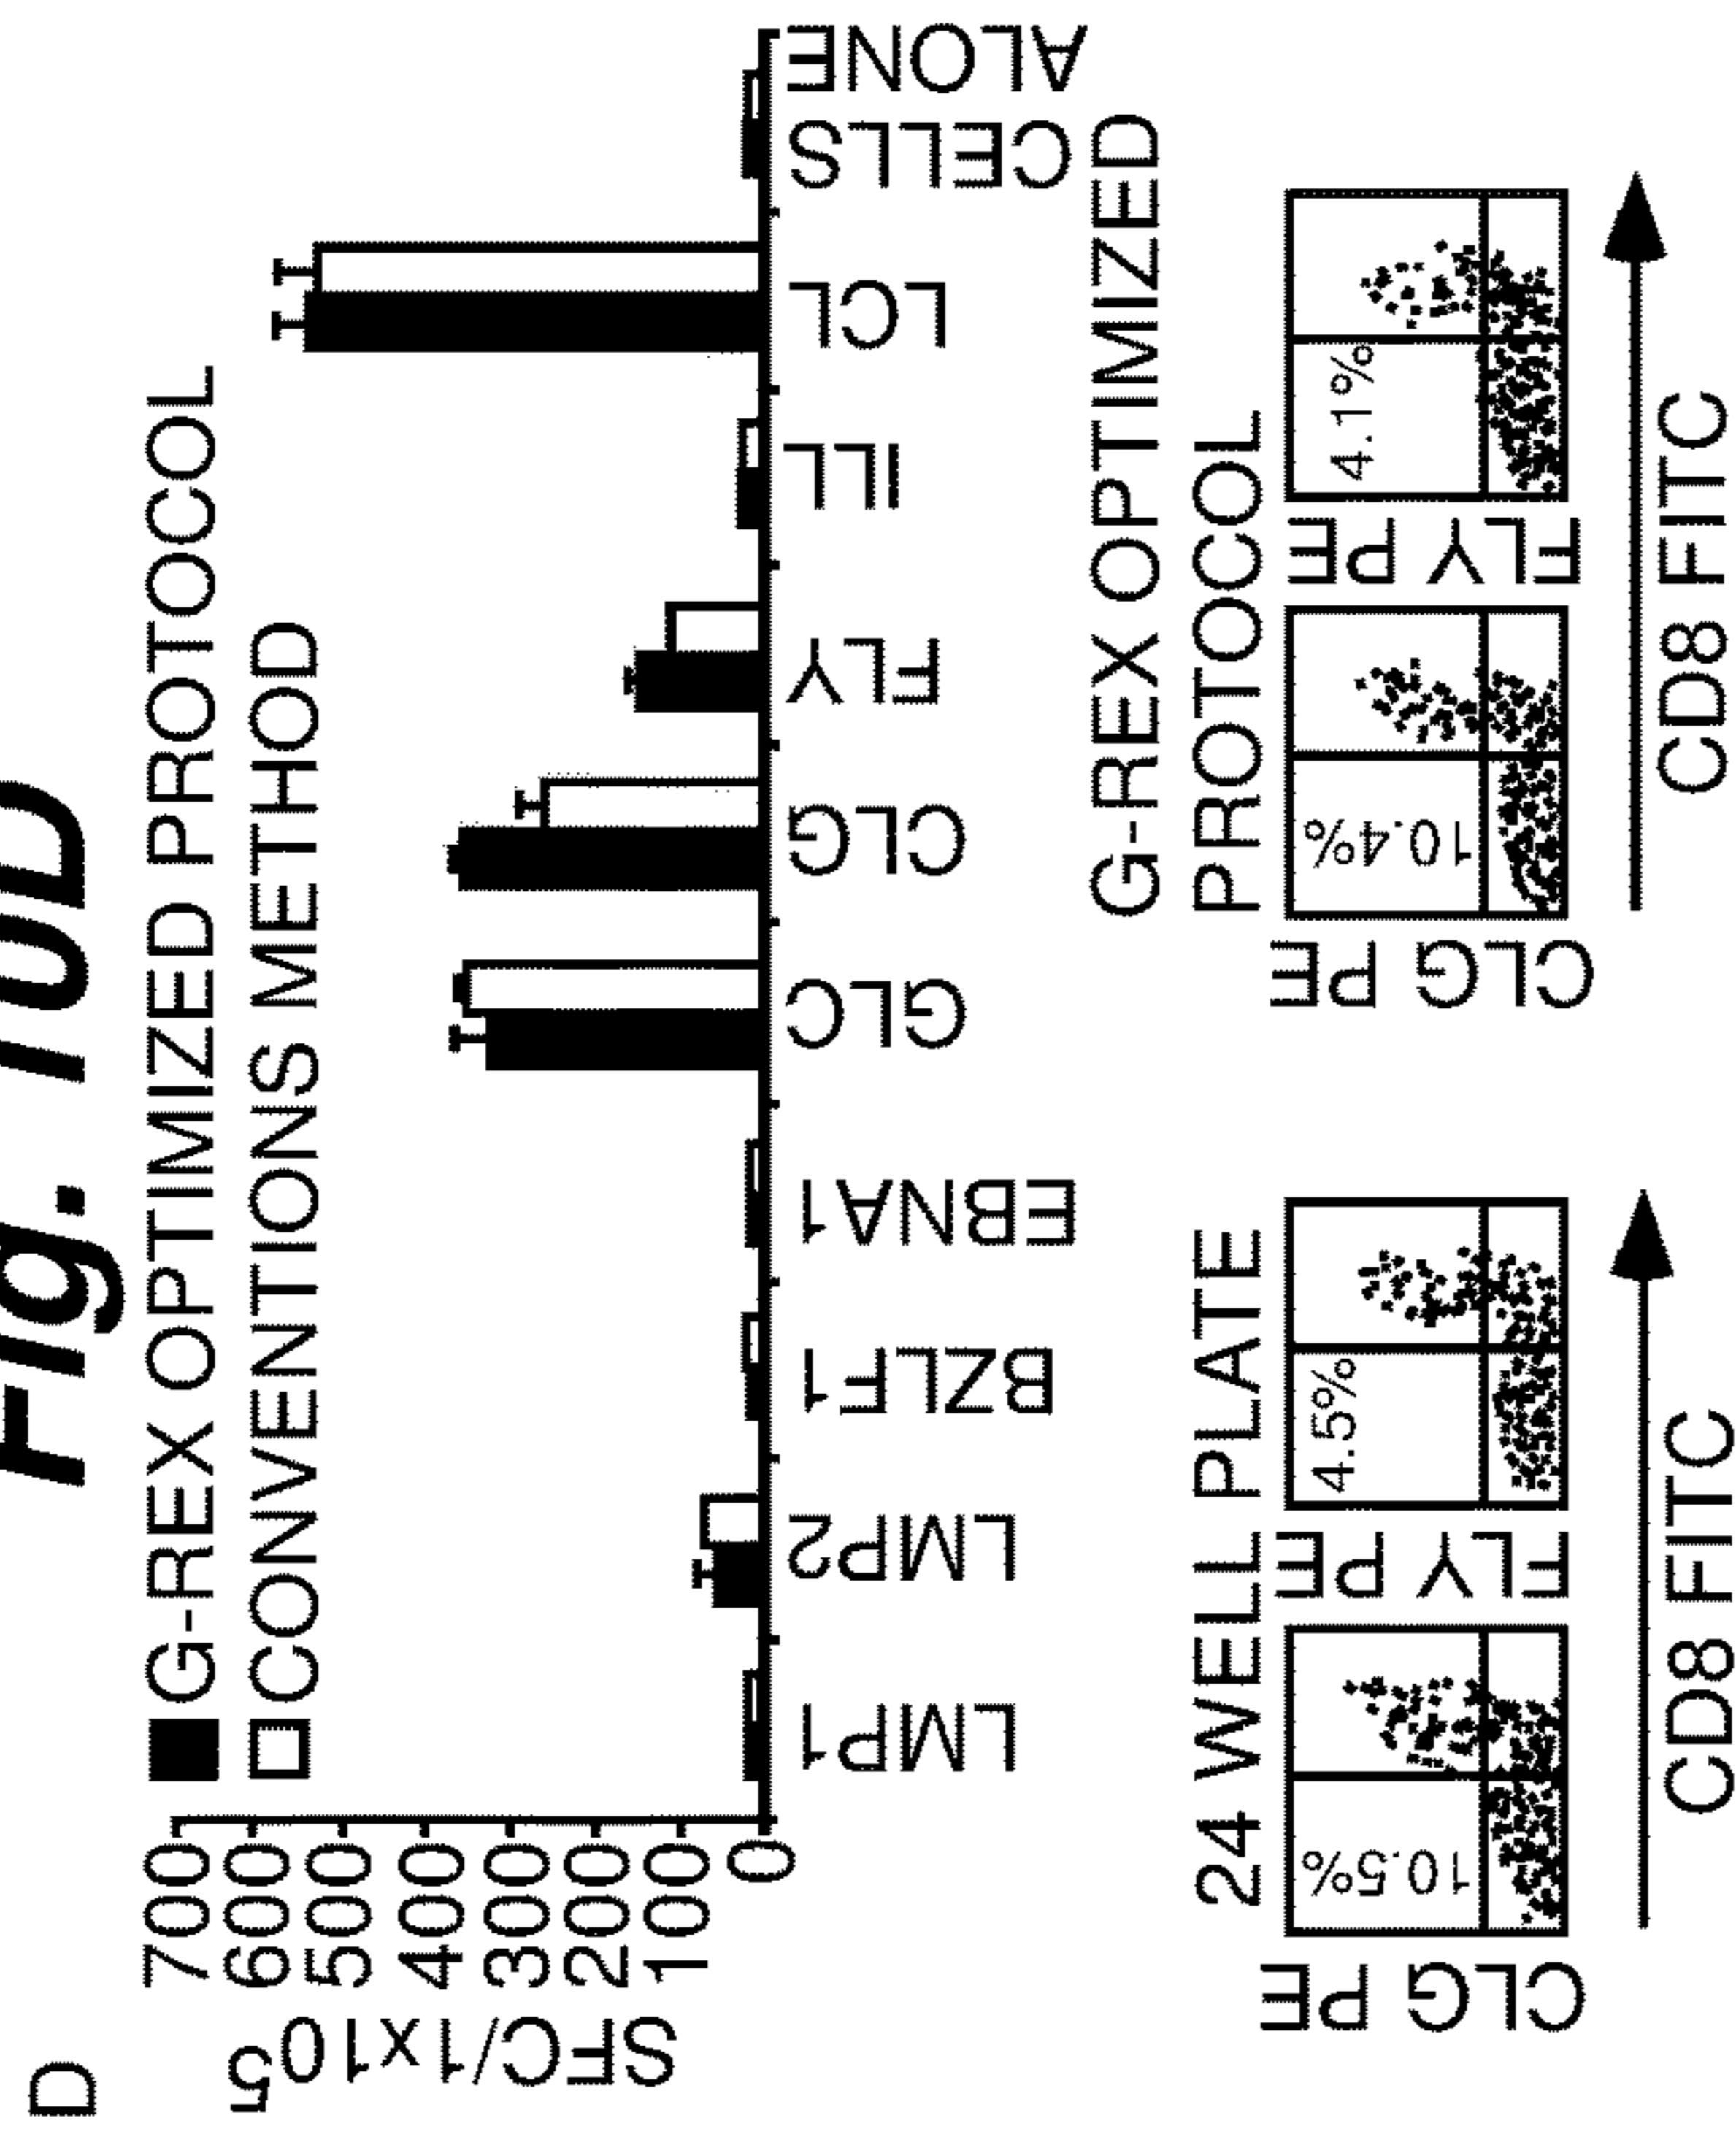 Fig. 10D
D
G-REX OPTIMIZED PROTOCOL
CONVENTIONS METHOD
SFC/1x10⁵
700
600
500
400
300
200
100
0
LMP1
LMP2
BZLF1
EBNA1
GLC
CLG
FLY
ILL
LCL
CELLS
ALONE
24 WELL PLATE
G-REX OPTIMIZED
PROTOCOL
CLG PE
10.5%
FLY PE
4.5%
CD8 FITC
CLG PE
10.4%
FLY PE
4.1%
CD8 FITC